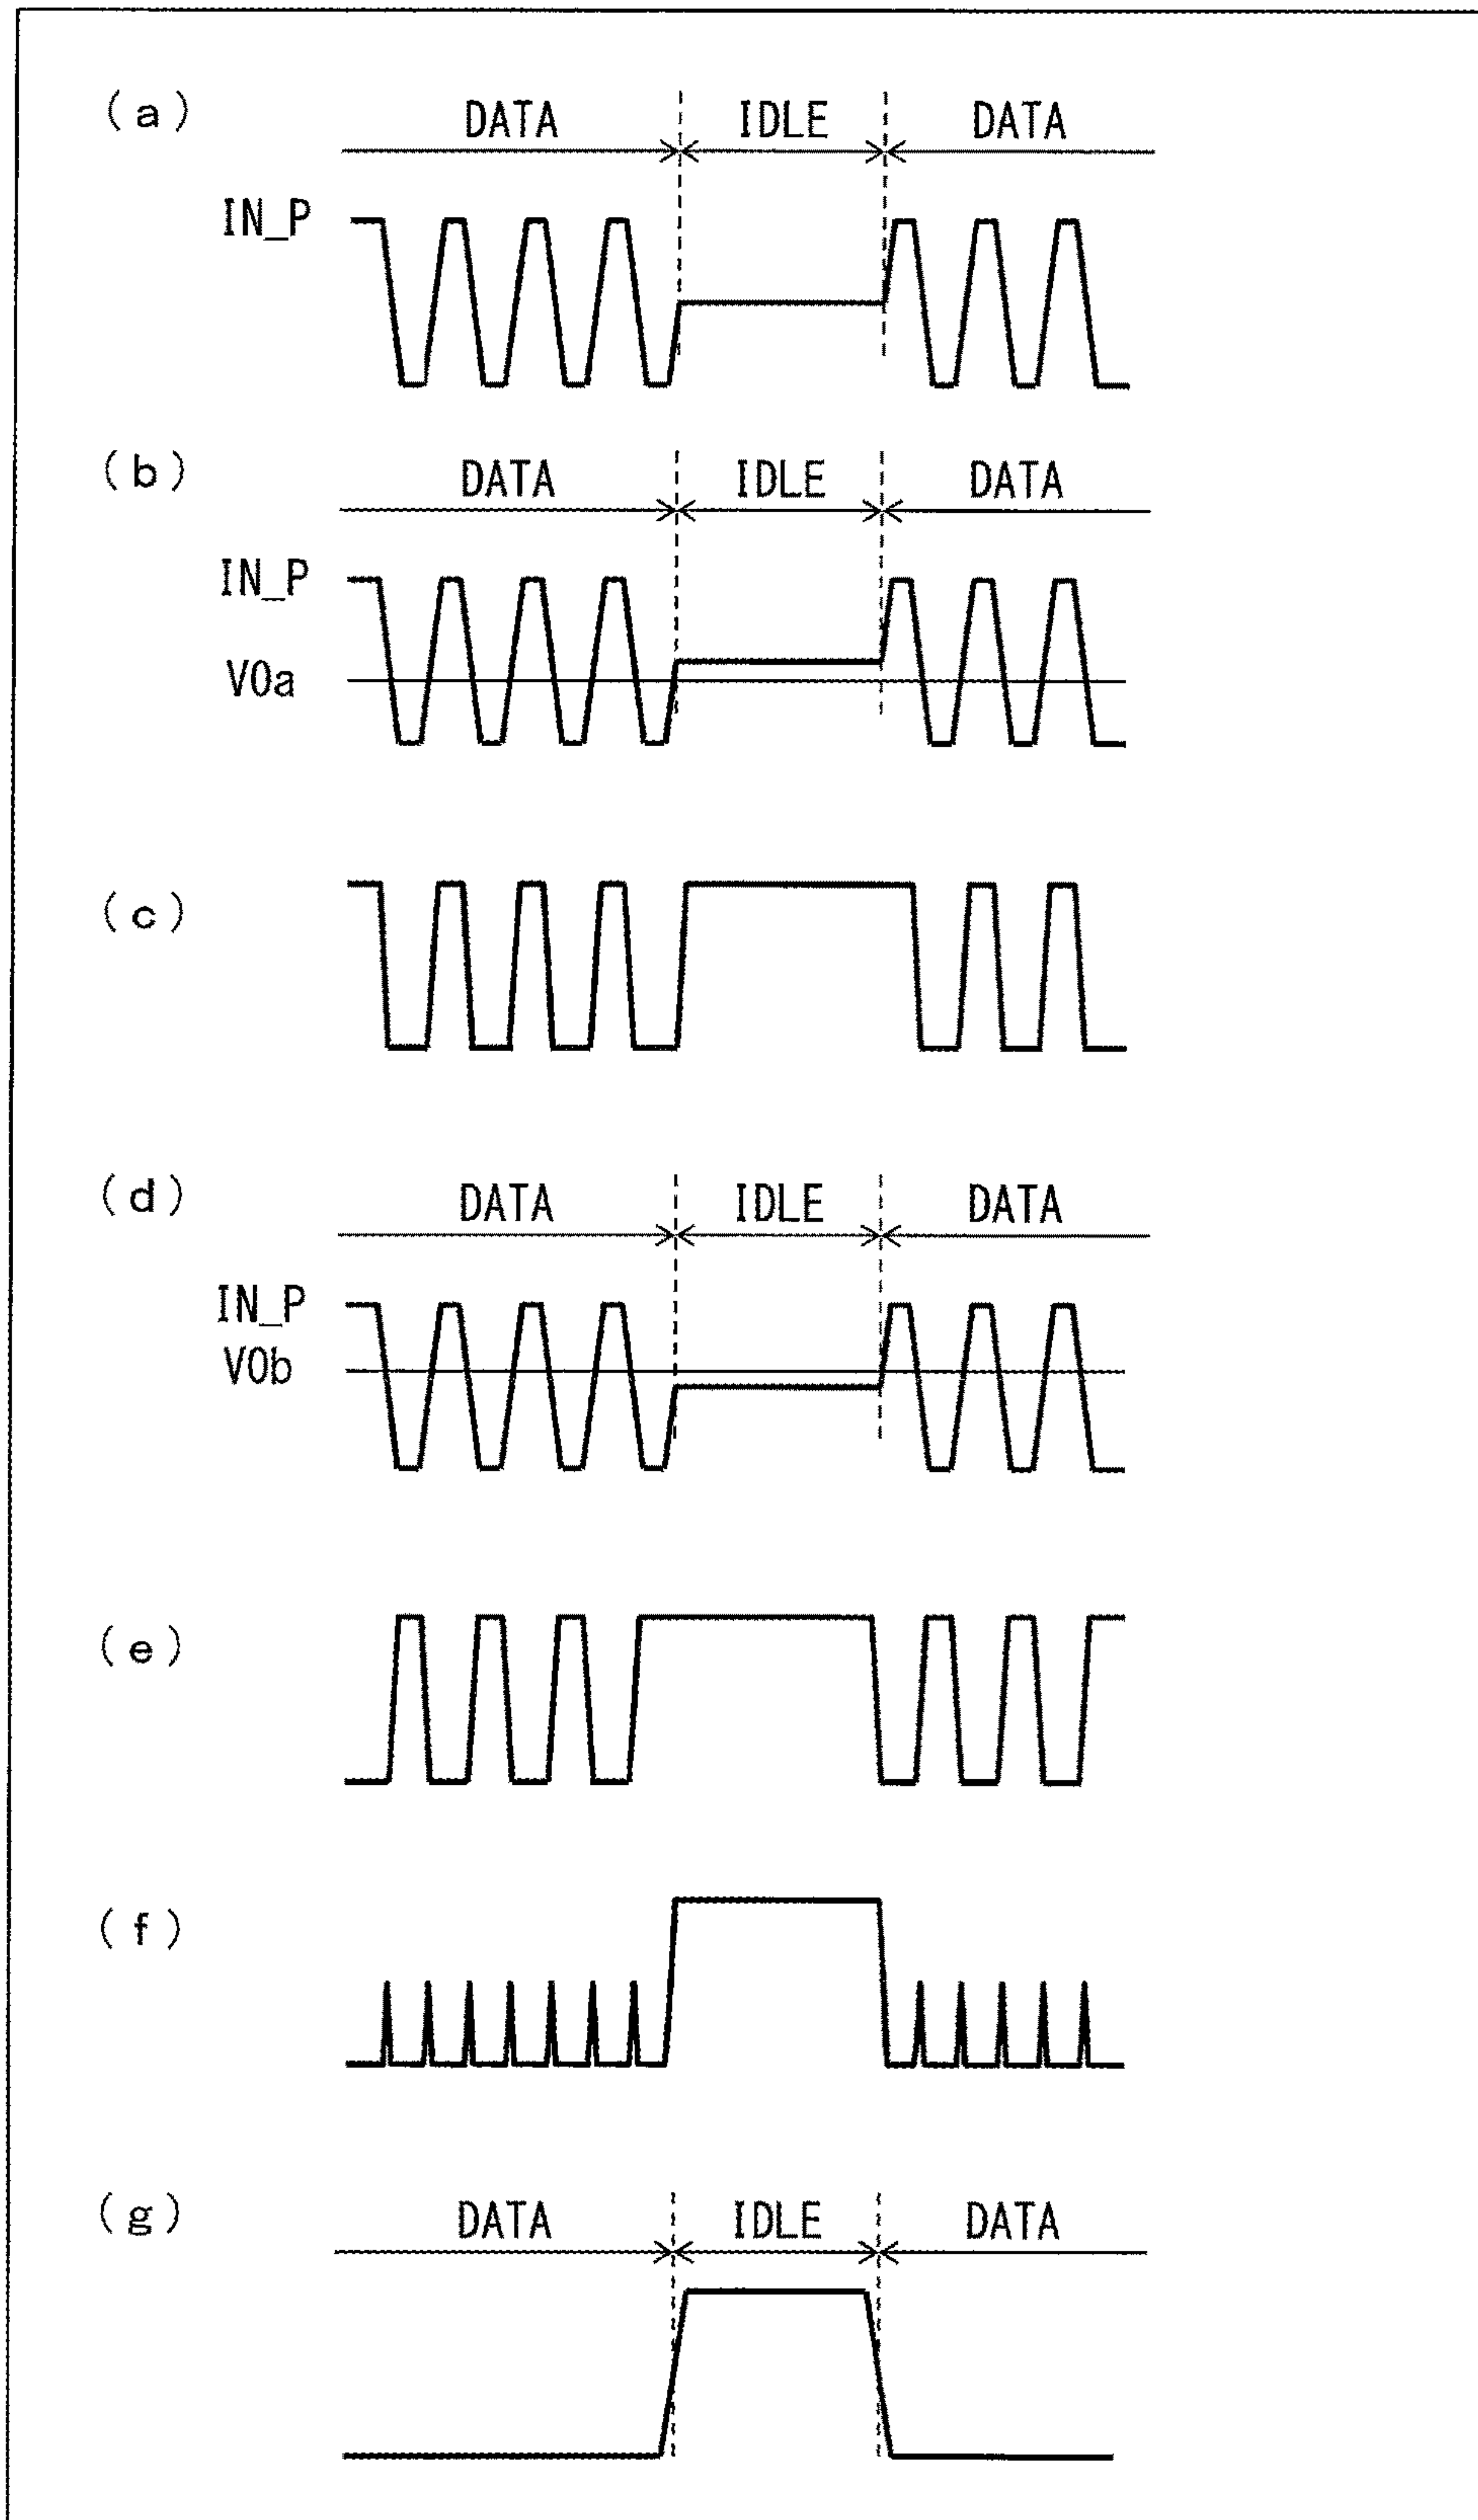 (a) DATA IDLE DATA
IN_P
(b) DATA IDLE DATA
IN_P
V0a
(c)
(d) DATA IDLE DATA
IN_P
V0b
(e)
(f)
(g) DATA IDLE DATA